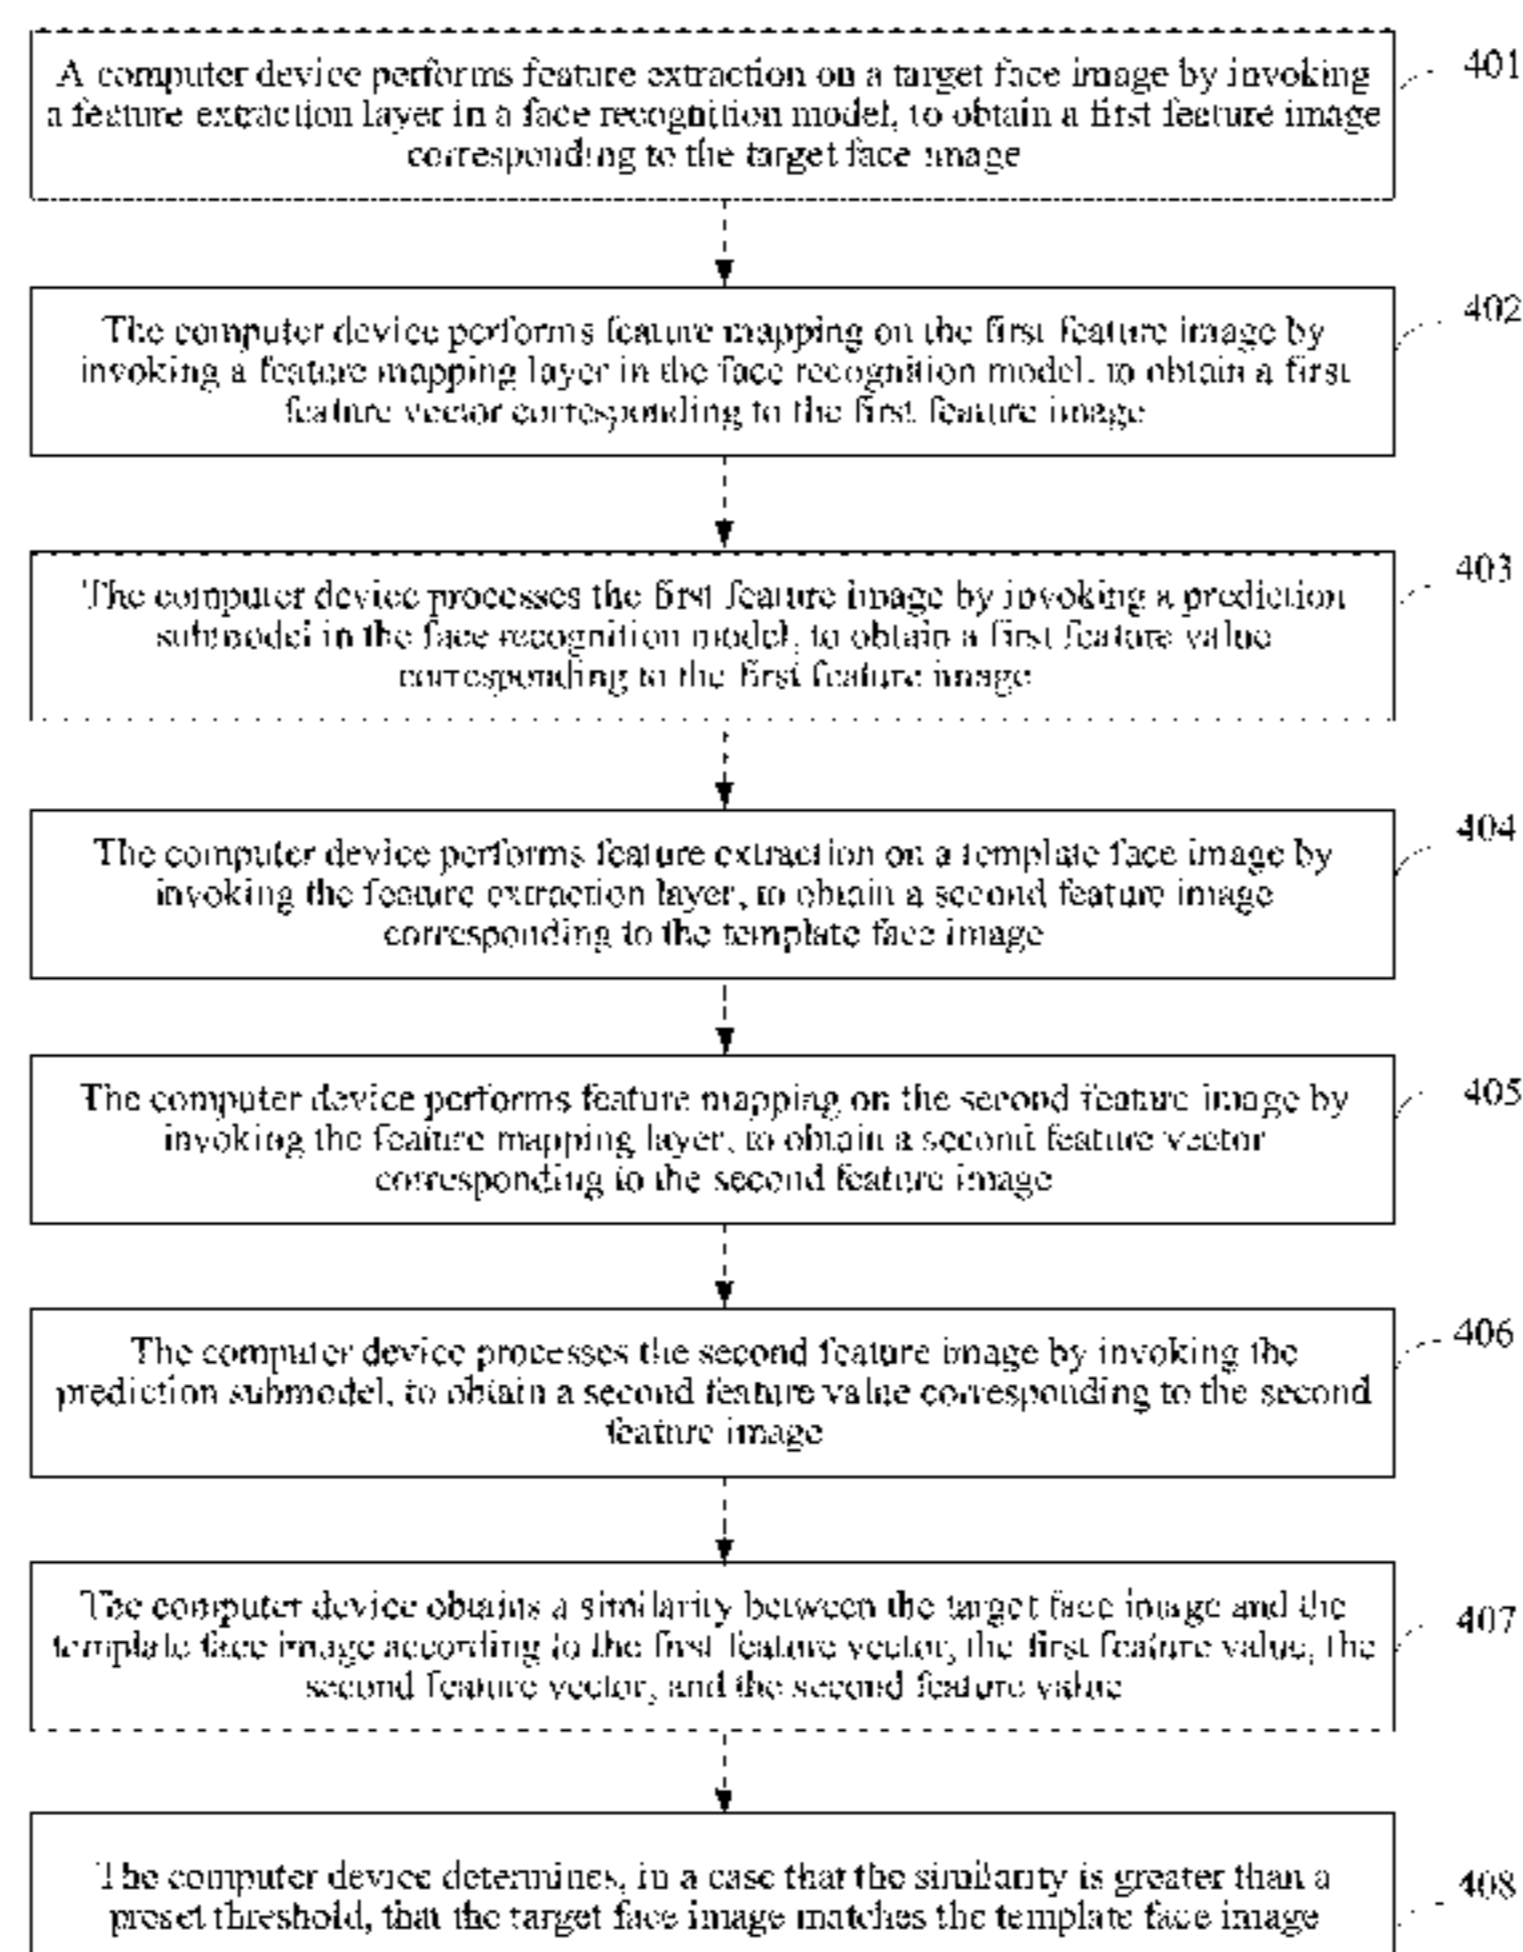 A computer device performs feature extraction on a target face image by invoking
a feature extraction layer in a face recognition model, to obtain a first feature image
corresponding to the target face image
401
The computer device performs feature mapping on the first feature image by
invoking a feature mapping layer in the face recognition model, to obtain a first
feature vector corresponding to the first feature image
402
The computer device processes the first feature image by invoking a prediction
submodel in the face recognition model, to obtain a first feature value
corresponding to the first feature image
403
The computer device performs feature extraction on a template face image by
invoking the feature extraction layer, to obtain a second feature image
corresponding to the template face image
404
The computer device performs feature mapping on the second feature image by
invoking the feature mapping layer, to obtain a second feature vector
corresponding to the second feature image
405
The computer device processes the second feature image by invoking the
prediction submodel, to obtain a second feature value corresponding to the second
feature image
406
The computer device obtains a similarity between the target face image and the
template face image according to the first feature vector, the first feature value, the
second feature vector, and the second feature value
407
The computer device determines, in a case that the similarity is greater than a
preset threshold, that the target face image matches the template face image
408